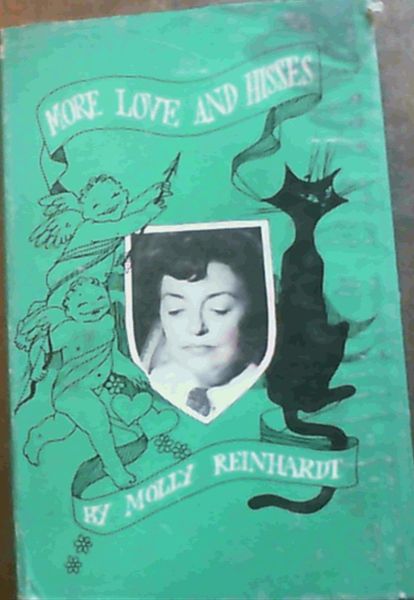 MORE LOVE AND HISSES
BY MOLLY REINHARDT